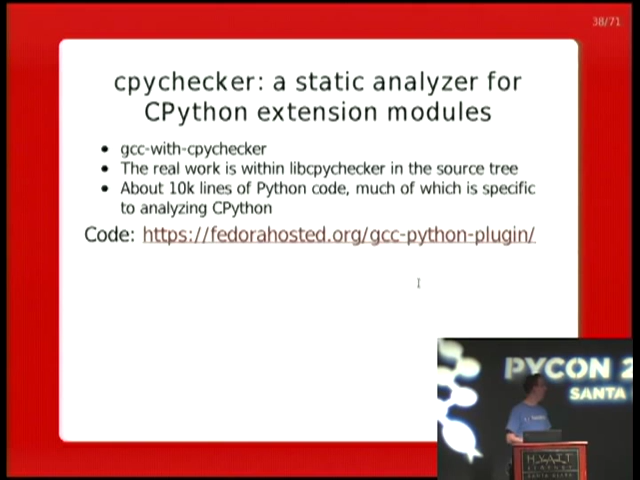 38/71
cpychecker: a static analyzer for
CPython extension modules
• gcc-with-cpychecker
• The real work is within libcpychecker in the source tree
• About 10k lines of Python code, much of which is specific
to analyzing CPython
Code: https://fedorahosted.org/gcc-python-plugin/
PYCON 2
SANTA
HYATT